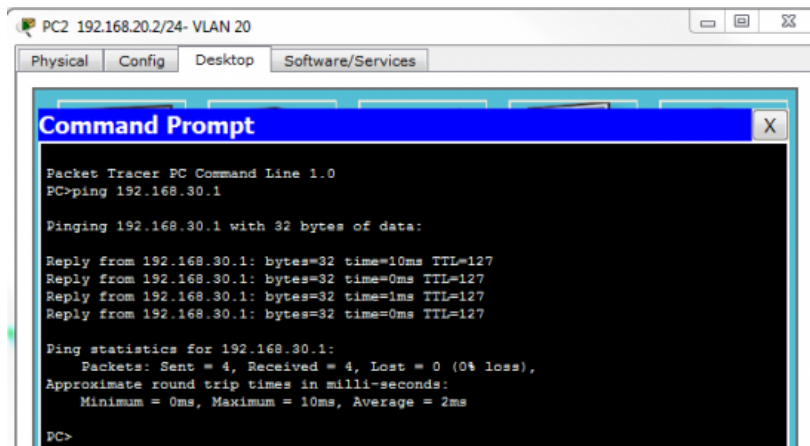 PC2 192.168.20.2/24- VLAN 20
Physical Config Desktop Software/Services
Command Prompt
X
Packet Tracer PC Command Line 1.0
PC>ping 192.168.30.1
Pinging 192.168.30.1 with 32 bytes of data:
Reply from 192.168.30.1: bytes=32 time=10ms TTL=127
Reply from 192.168.30.1: bytes=32 time=0ms TTL=127
Reply from 192.168.30.1: bytes=32 time=1ms TTL=127
Reply from 192.168.30.1: bytes=32 time=0ms TTL=127
Ping statistics for 192.168.30.1:
Packets: Sent = 4, Received = 4, Lost = 0 (0% loss),
Approximate round trip times in milli-seconds:
Minimum = 0ms, Maximum = 10ms, Average = 2ms
PC>